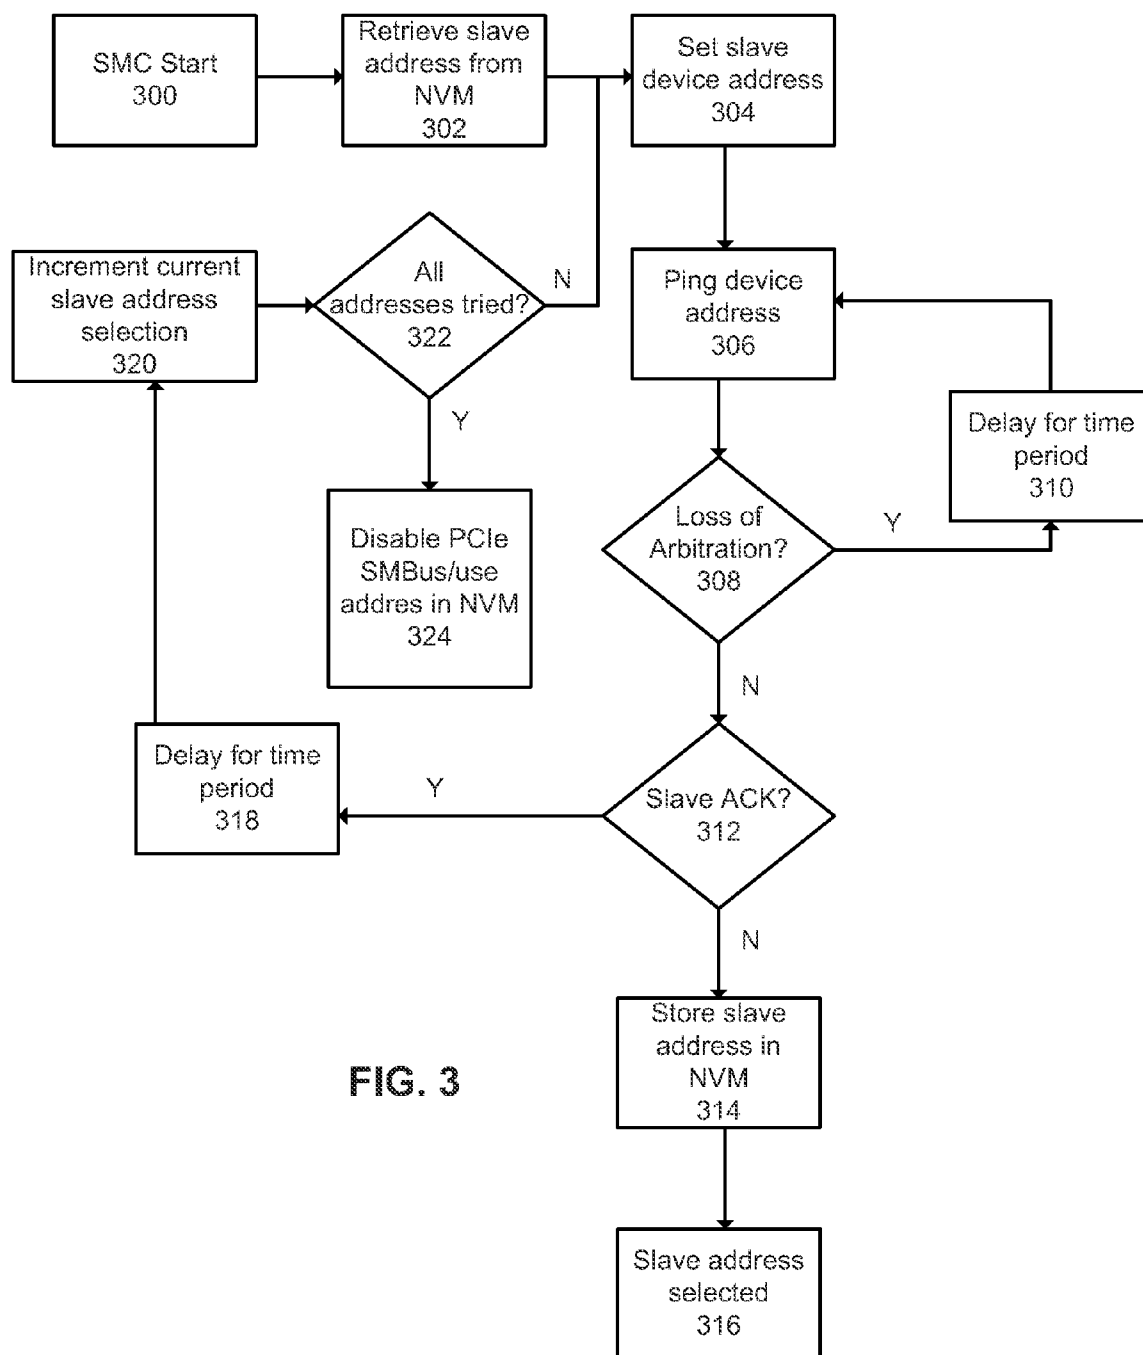 SMC Start
300
Retrieve slave
address from
NVM
302
Set slave
device address
304
Increment current
slave address
selection
320
All
addresses tried?
322
N
Y
Ping device
address
306
Delay for time
period
310
Disable PCIe
SMBus/use
addres in NVM
324
Loss of
Arbitration?
308
Y
N
Delay for time
period
318
Y
Slave ACK?
312
N
Store slave
address in
NVM
314
FIG. 3
Slave address
selected
316